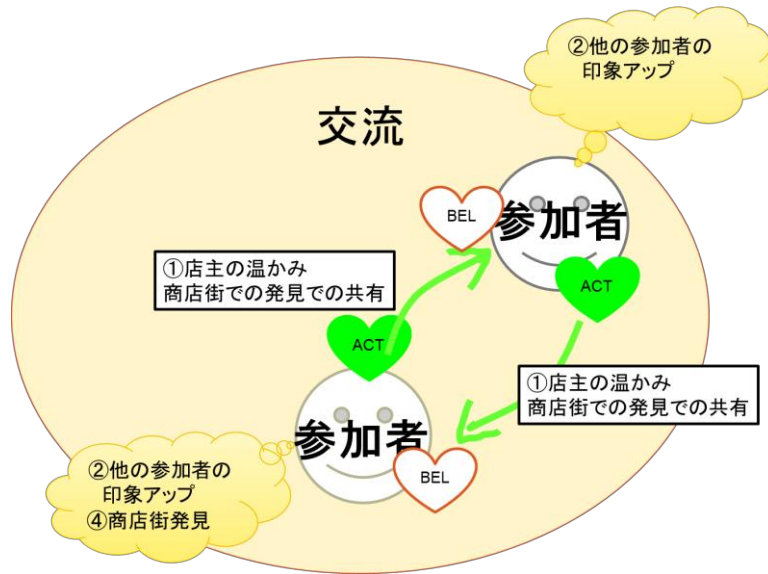 ②他の参加者の
印象アップ
交流
BEL
参加者
ACT
①店主の温かみ
商店街での発見での共有
ACT
①店主の温かみ
商店街での発見での共有
参加者
BEL
②他の参加者の
印象アップ
④商店街発見